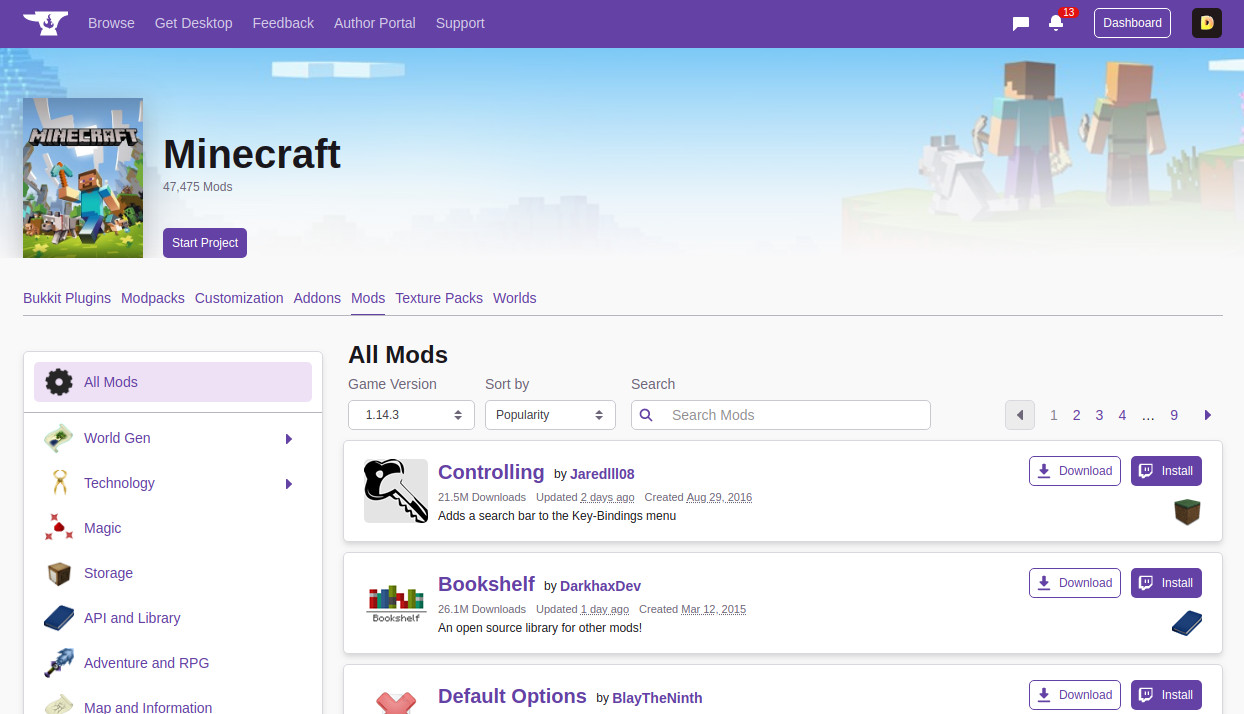 Browse Get Desktop Feedback Author Portal Support 13 Dashboard D
MINECRAFT
Minecraft
47,475 Mods
Start Project
Bukkit Plugins Modpacks Customization Addons Mods Texture Packs Worlds
All Mods
World Gen
Technology
Magic
Storage
API and Library
Adventure and RPG
Map and Information
All Mods
Game Version Sort by Search
1.14.3 Popularity Search Mods 1 2 3 4 … 9
Controlling by Jaredlll08 Download Install
21.5M Downloads Updated 2 days ago Created Aug 29, 2016
Adds a search bar to the Key-Bindings menu
Bookshelf
Bookshelf by DarkhaxDev Download Install
26.1M Downloads Updated 1 day ago Created Mar 12, 2015
An open source library for other mods!
Default Options by BlayTheNinth Download Install